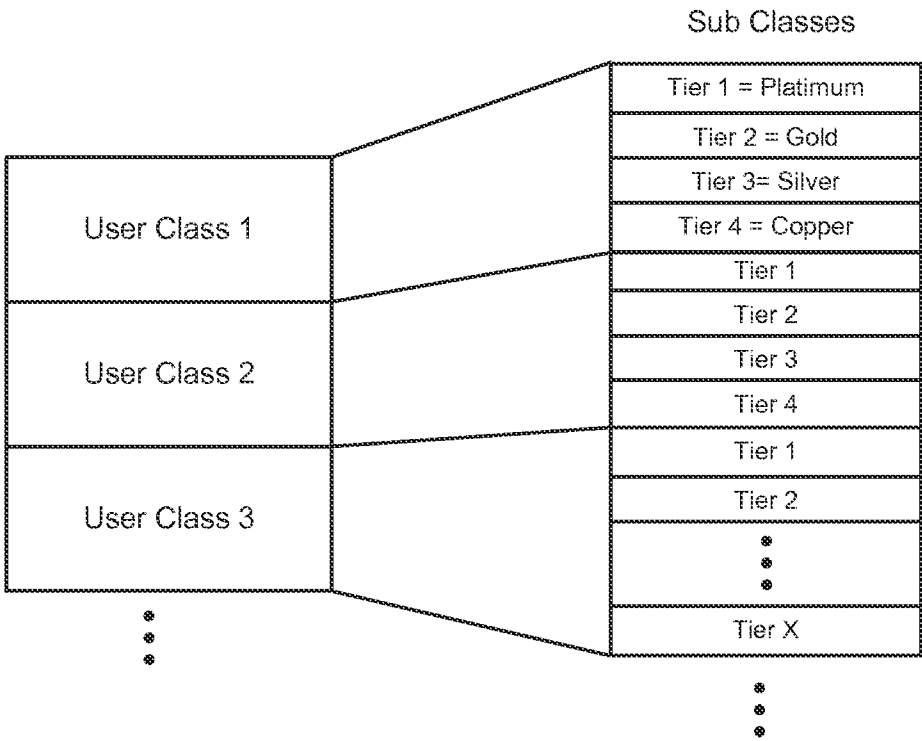 Sub Classes
User Class 1
User Class 2
User Class 3
Tier 1 = Platimum
Tier 2 = Gold
Tier 3= Silver
Tier 4 = Copper
Tier 1
Tier 2
Tier 3
Tier 4
Tier 1
Tier 2
Tier X